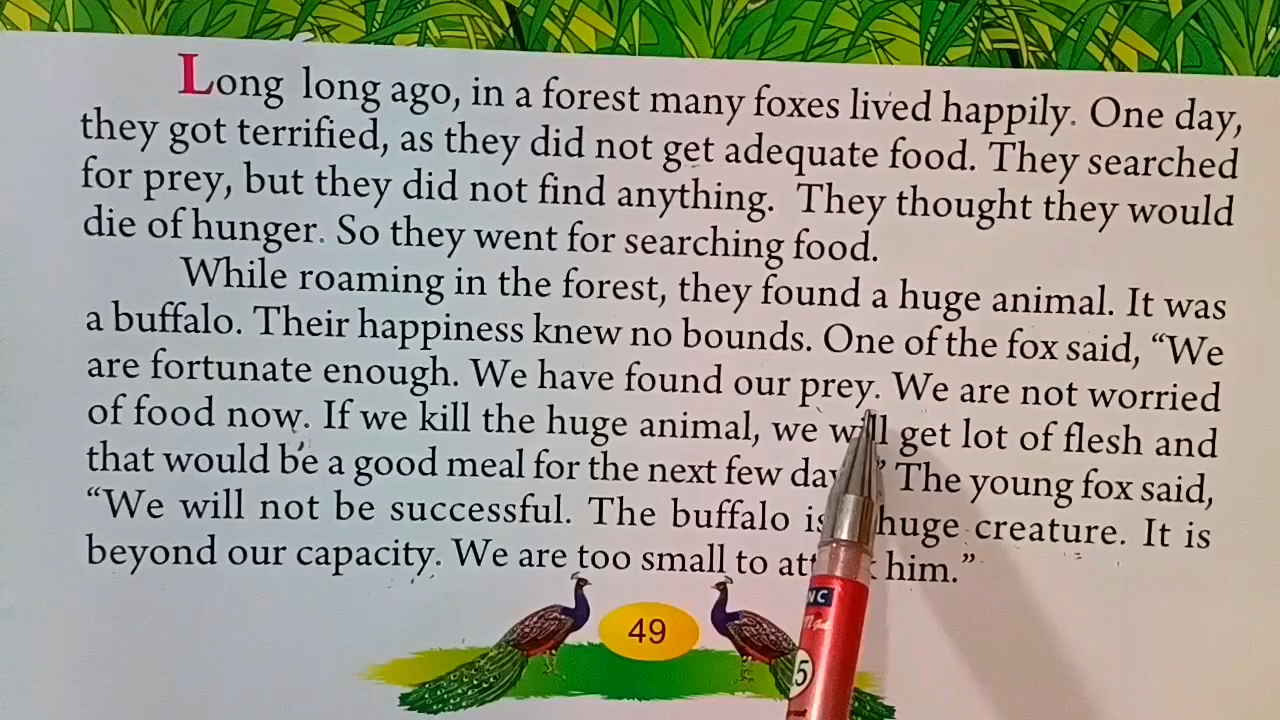 Long long ago, in a forest many foxes lived happily. One day,
they got terrified, as they did not get adequate food. They searched
for prey, but they did not find anything. They thought they would
die of hunger. So they went for searching food.
While roaming in the forest, they found a huge animal. It was
a buffalo. Their happiness knew no bounds. One of the fox said, “We
are fortunate enough. We have found our prey. We are not worried
of food now. If we kill the huge animal, we will get lot of flesh and
that would be a good meal for the next few ” The young fox said,
“We will not be successful. The buffalo is huge creature. It is
beyond our capacity. We are too small to him.”
49
5